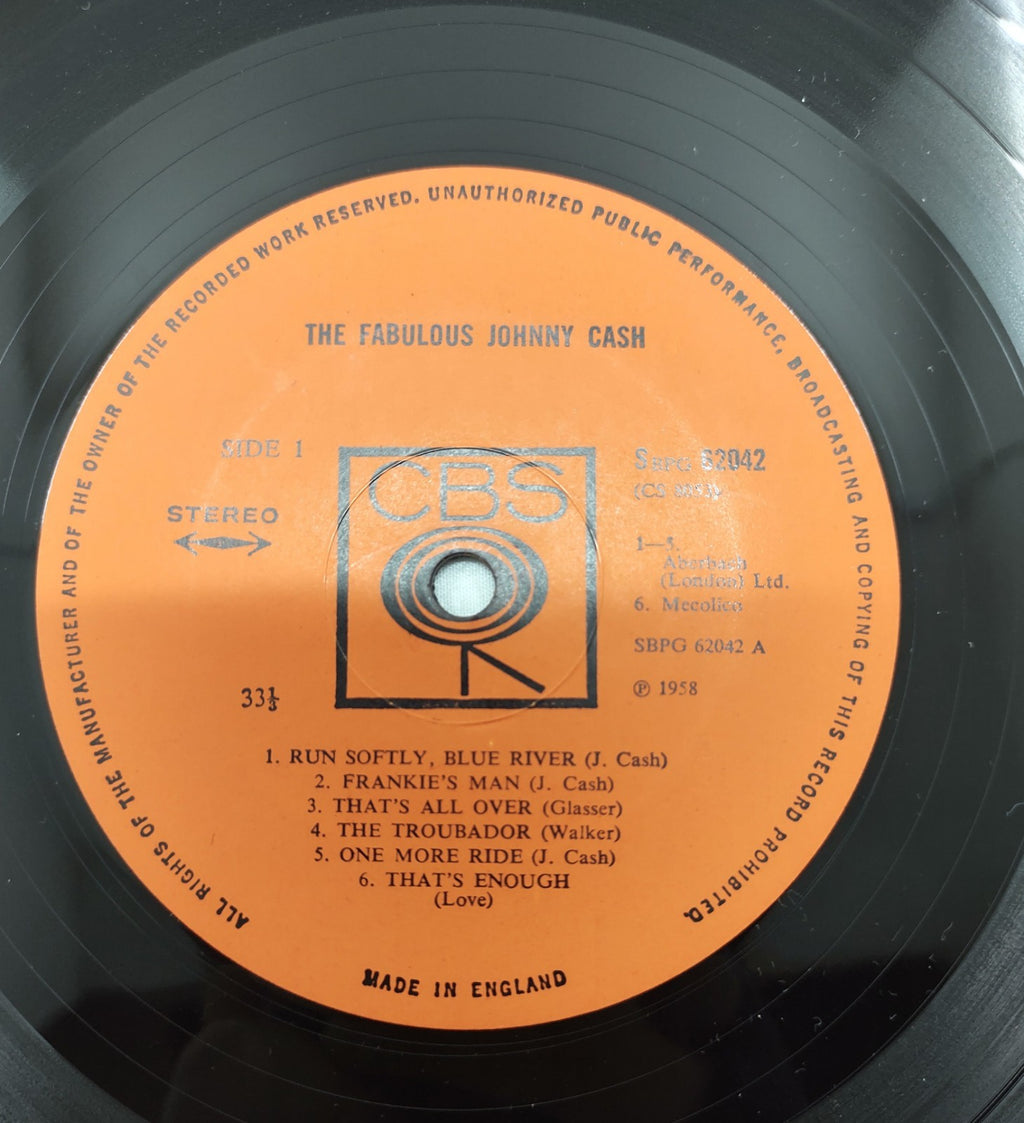 ALL RIGHTS OF THE MANUFACTURER AND OF THE OWNER OF THE RECORDED WORK RESERVED. UNAUTHORIZED PUBLIC PERFORMANCE, BROADCASTING AND COPYING OF THIS RECORD PROHIBITED.
THE FABULOUS JOHNNY CASH
SIDE 1
STEREO
CBS
SBPG 62042
1—5.
Aberbach
(London) Ltd.
6. Mecolico
SBPG 62042 A
℗ 1958
33⅓
1. RUN SOFTLY, BLUE RIVER (J. Cash)
2. FRANKIE'S MAN (J. Cash)
3. THAT'S ALL OVER (Glasser)
4. THE TROUBADOR (Walker)
5. ONE MORE RIDE (J. Cash)
6. THAT'S ENOUGH
(Love)
MADE IN ENGLAND